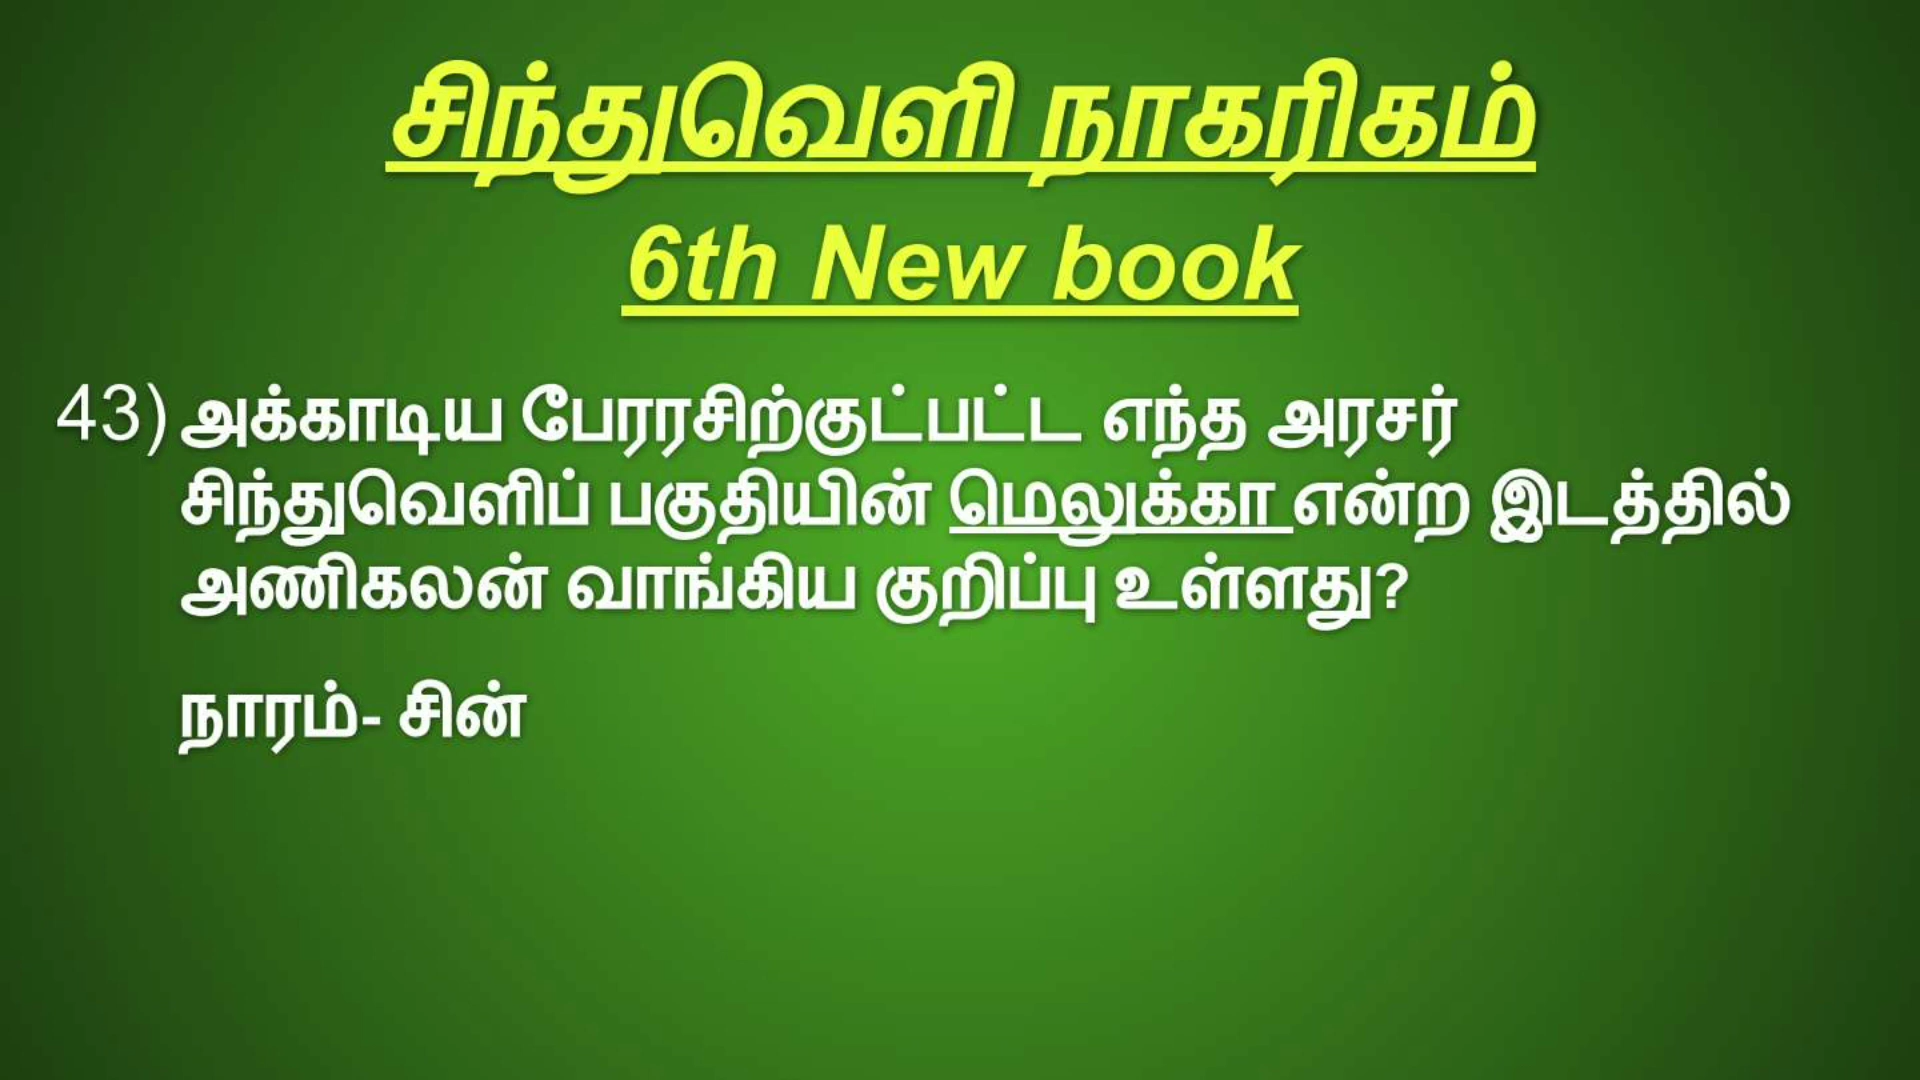 சிந்துவெளி நாகரிகம்
6th New book
43) அக்காடிய பேரரசிற்குட்பட்ட எந்த அரசர்
சிந்துவெளிப் பகுதியின் மெலுக்கா என்ற இடத்தில்
அணிகலன் வாங்கிய குறிப்பு உள்ளது?
நாரம்- சின்